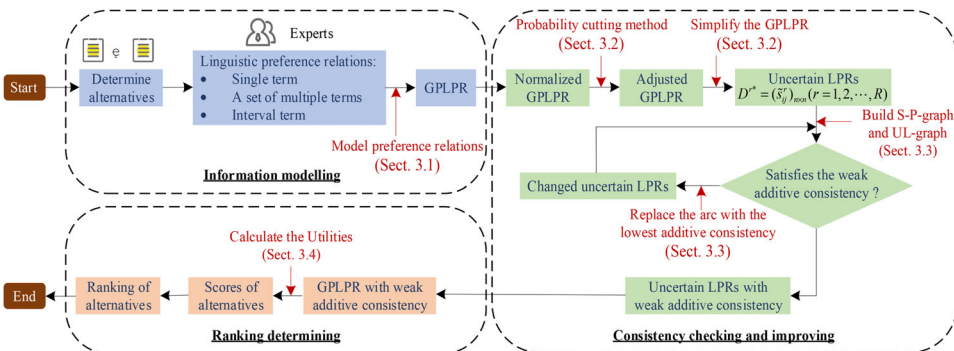 Experts
Start
Determine
alternatives
Linguistic preference relations:
• Single term
• A set of multiple terms
• Interval term
GPLPR
Model preference relations
(Sect. 3.1)
Information modelling
Probability cutting method
(Sect. 3.2)
Simplify the GPLPR
(Sect. 3.2)
Normalized
GPLPR
Adjusted
GPLPR
Uncertain LPRs
D^{r*} = (s̃^r_{ij})_{n×n} (r = 1, 2, ⋯, R)
Build S-P-graph
and UL-graph
(Sect. 3.3)
Satisfies the weak
additive consistency ?
Changed uncertain LPRs
Replace the arc with the
lowest additive consistency
(Sect. 3.3)
Uncertain LPRs with
weak additive consistency
Consistency checking and improving
Calculate the Utilities
(Sect. 3.4)
GPLPR with weak
additive consistency
Scores of
alternatives
Ranking of
alternatives
End
Ranking determining